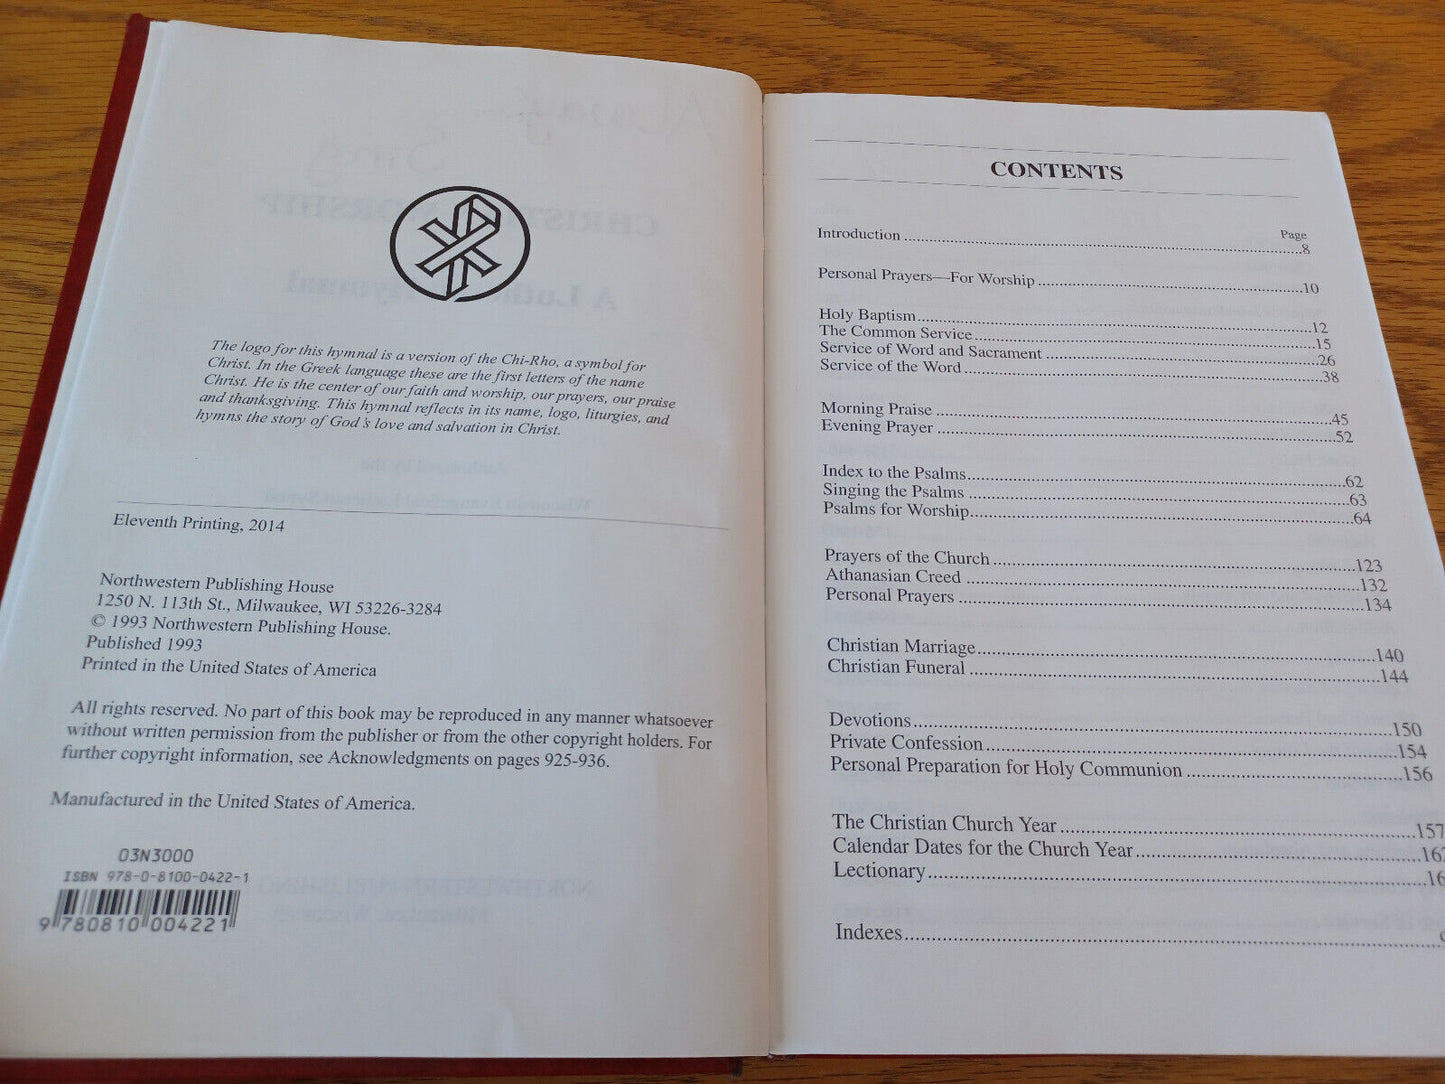 The logo for this hymnal is a version of the Chi-Rho, a symbol for
Christ. In the Greek language these are the first letters of the name
Christ. He is the center of our faith and worship, our prayers, our praise
and thanksgiving. This hymnal reflects in its name, logo, liturgies, and
hymns the story of God's love and salvation in Christ.
Eleventh Printing, 2014
Northwestern Publishing House
1250 N. 113th St., Milwaukee, WI 53226-3284
© 1993 Northwestern Publishing House.
Published 1993
Printed in the United States of America
All rights reserved. No part of this book may be reproduced in any manner whatsoever
without written permission from the publisher or from the other copyright holders. For
further copyright information, see Acknowledgments on pages 925-936.
Manufactured in the United States of America.
03N3000
ISBN 978-0-8100-0422-1
9 780810 004221
CONTENTS
Page
Introduction 8
Personal Prayers—For Worship 10
Holy Baptism 12
The Common Service 15
Service of Word and Sacrament 26
Service of the Word 38
Morning Praise 45
Evening Prayer 52
Index to the Psalms 62
Singing the Psalms 63
Psalms for Worship 64
Prayers of the Church 123
Athanasian Creed 132
Personal Prayers 134
Christian Marriage 140
Christian Funeral 144
Devotions 150
Private Confession 154
Personal Preparation for Holy Communion 156
The Christian Church Year 157
Calendar Dates for the Church Year
Lectionary
Indexes